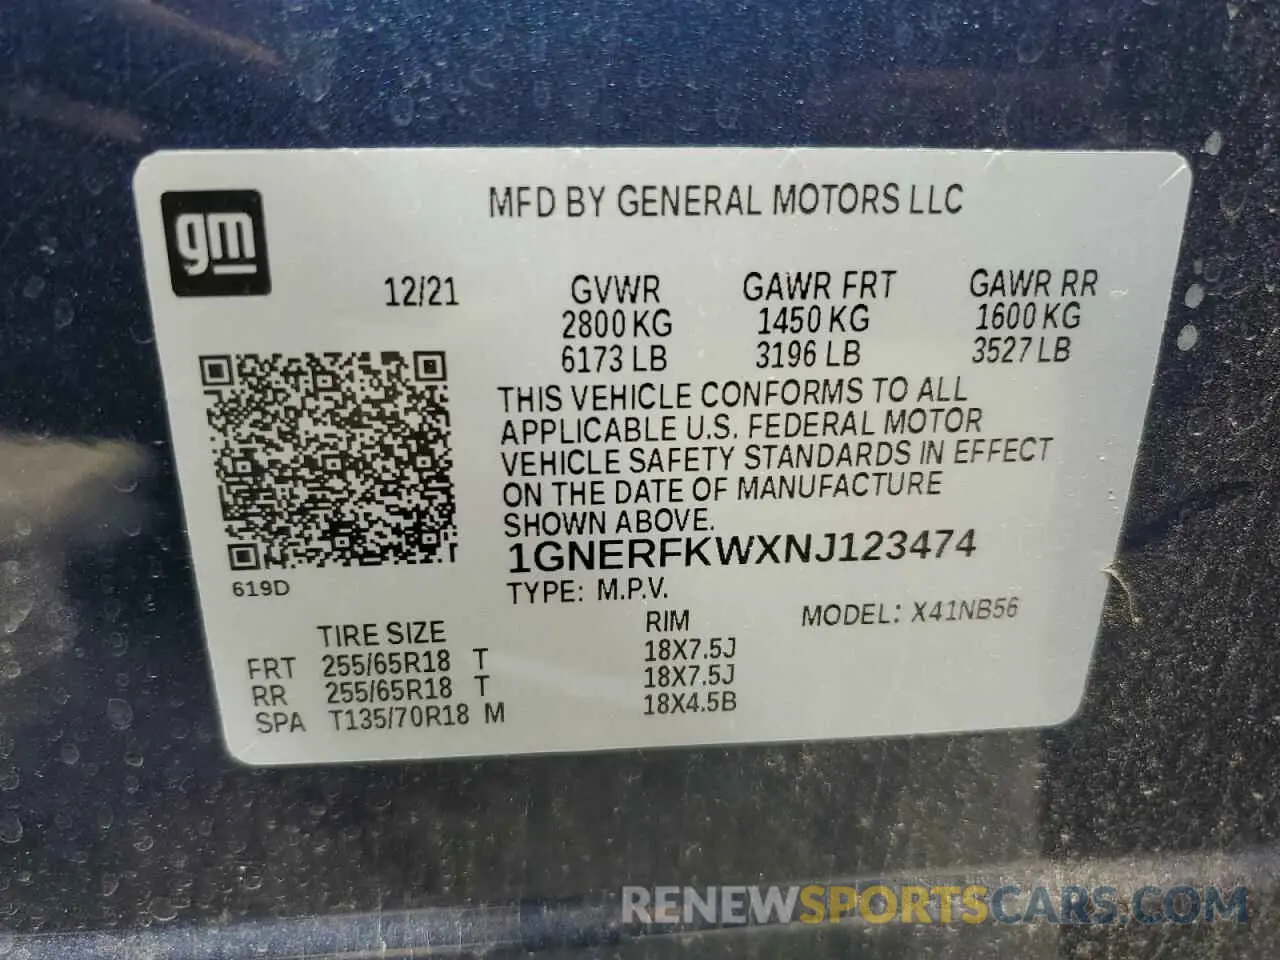 gm
MFD BY GENERAL MOTORS LLC
12/21 GVWR GAWR FRT GAWR RR
2800 KG 1450 KG 1600 KG
6173 LB 3196 LB 3527 LB
THIS VEHICLE CONFORMS TO ALL
APPLICABLE U.S. FEDERAL MOTOR
VEHICLE SAFETY STANDARDS IN EFFECT
ON THE DATE OF MANUFACTURE
SHOWN ABOVE.
1GNERFKWXNJ123474
619D
TYPE: M.P.V. MODEL: X41NB56
TIRE SIZE RIM
FRT 255/65R18 T 18X7.5J
RR 255/65R18 T 18X7.5J
SPA T135/70R18 M 18X4.5B
RENEWSPORTSCARS.COM